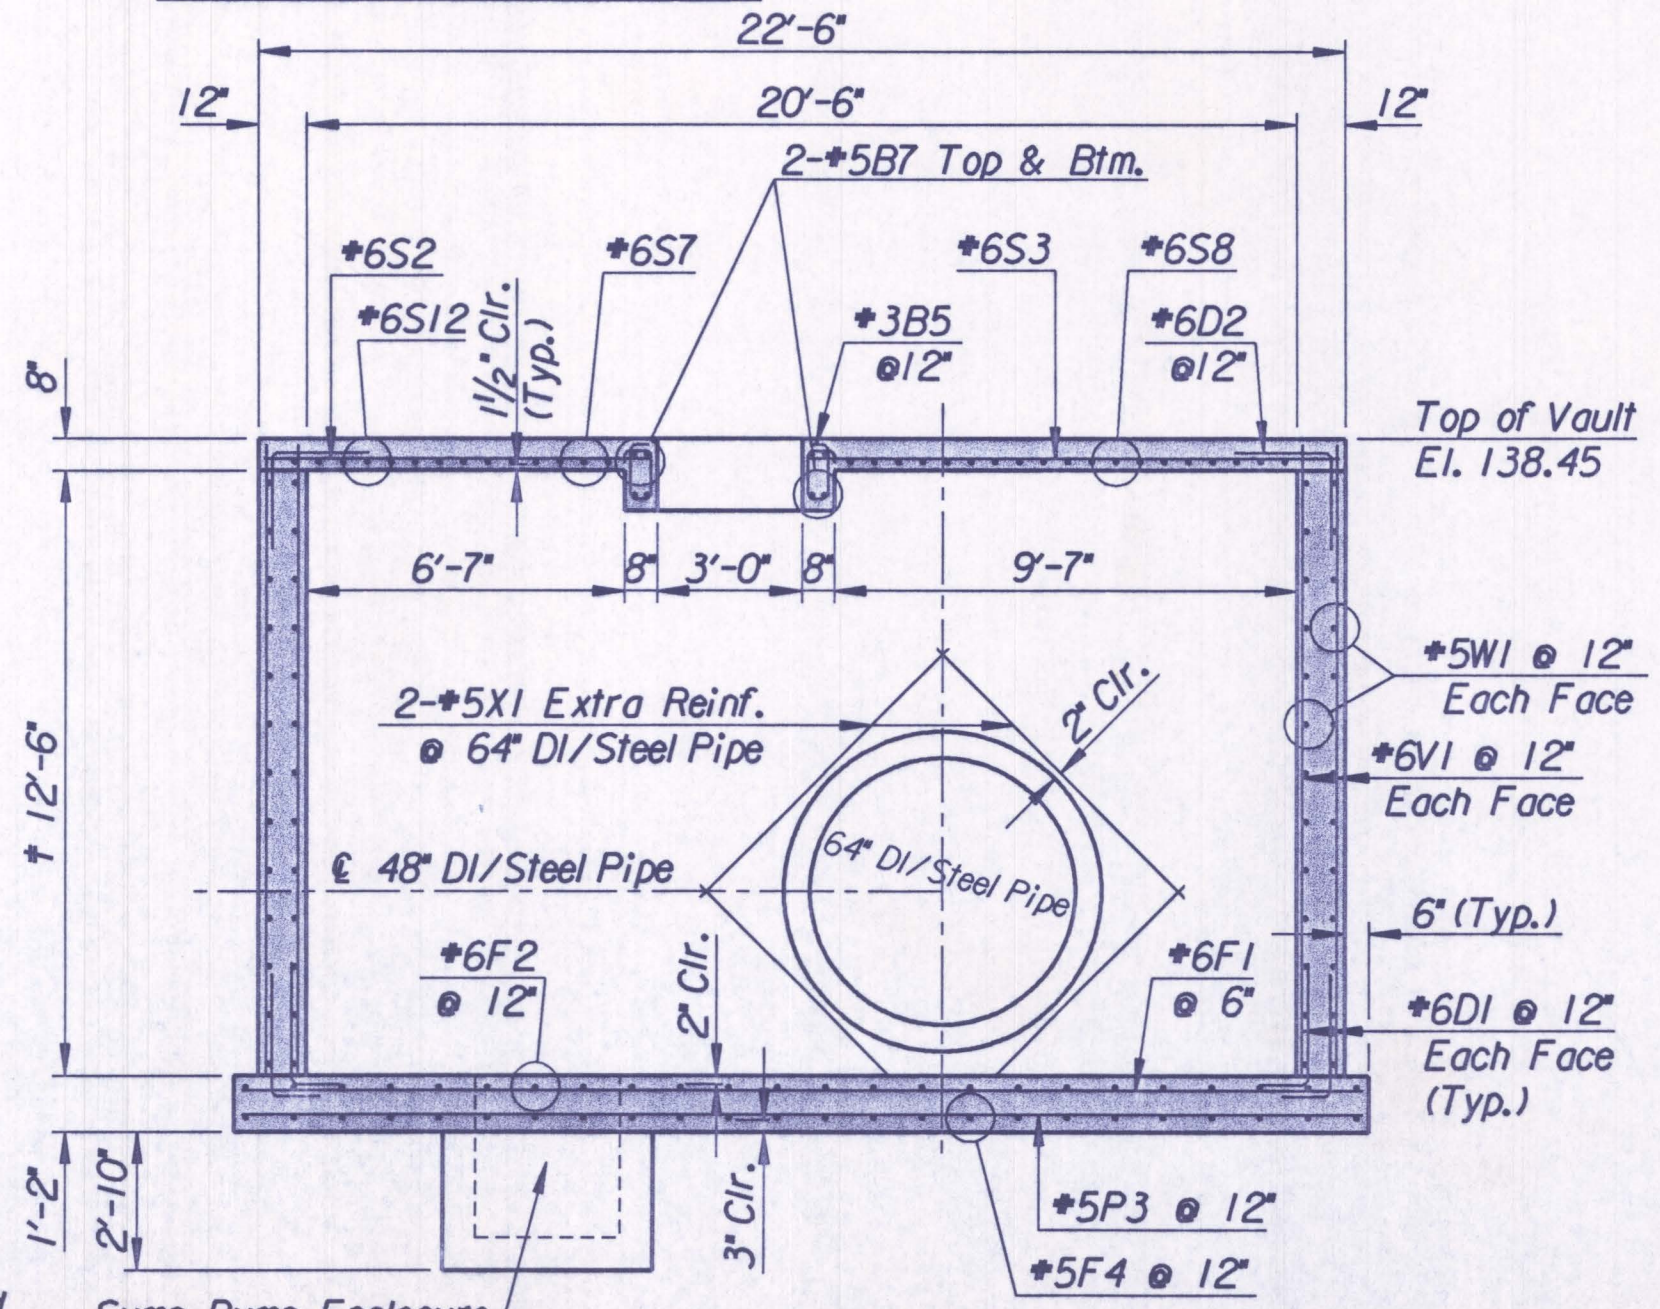 22'-6"
12"
20'-6"
12"
2-#5B7 Top & Btm.
#6S2
#6S7
#6S3
#6S8
#6S12
1½" Clr.
(Typ.)
#3B5
@12"
#6D2
@12"
8"
Top of Vault
El. 138.45
6'-7"
8"
3'-0"
8"
9'-7"
#5W1 @ 12"
Each Face
2-#5X1 Extra Reinf.
@ 64" DI/Steel Pipe
2" Clr.
#6V1 @ 12"
Each Face
† 12'-6"
℄ 48" DI/Steel Pipe
64" DI/Steel Pipe
6" (Typ.)
#6F2
@ 12"
2" Clr.
#6F1
@ 6"
#6D1 @ 12"
Each Face
(Typ.)
1'-2"
2'-10"
3" Clr.
#5P3 @ 12"
#5F4 @ 12"
Sump Pump Enclosure